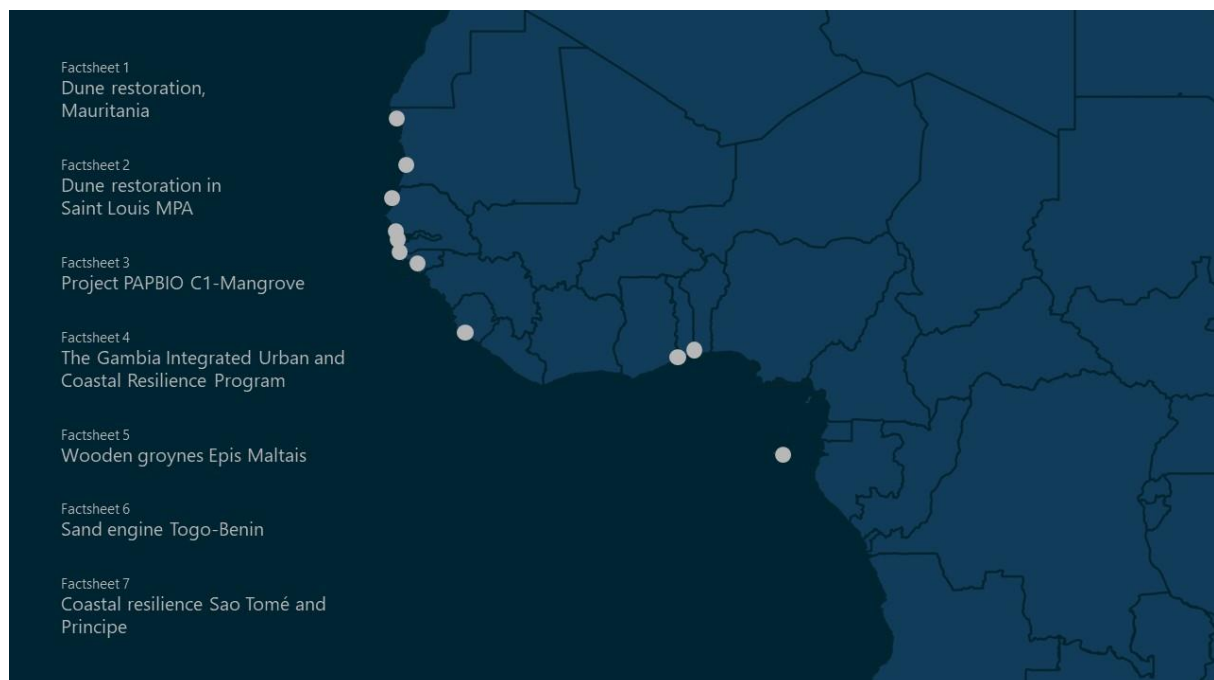 Factsheet 1
Dune restoration,
Mauritania
Factsheet 2
Dune restoration in
Saint Louis MPA
Factsheet 3
Project PAPBIO C1-Mangrove
Factsheet 4
The Gambia Integrated Urban and
Coastal Resilience Program
Factsheet 5
Wooden groynes Epis Maltais
Factsheet 6
Sand engine Togo-Benin
Factsheet 7
Coastal resilience Sao Tomé and
Principe